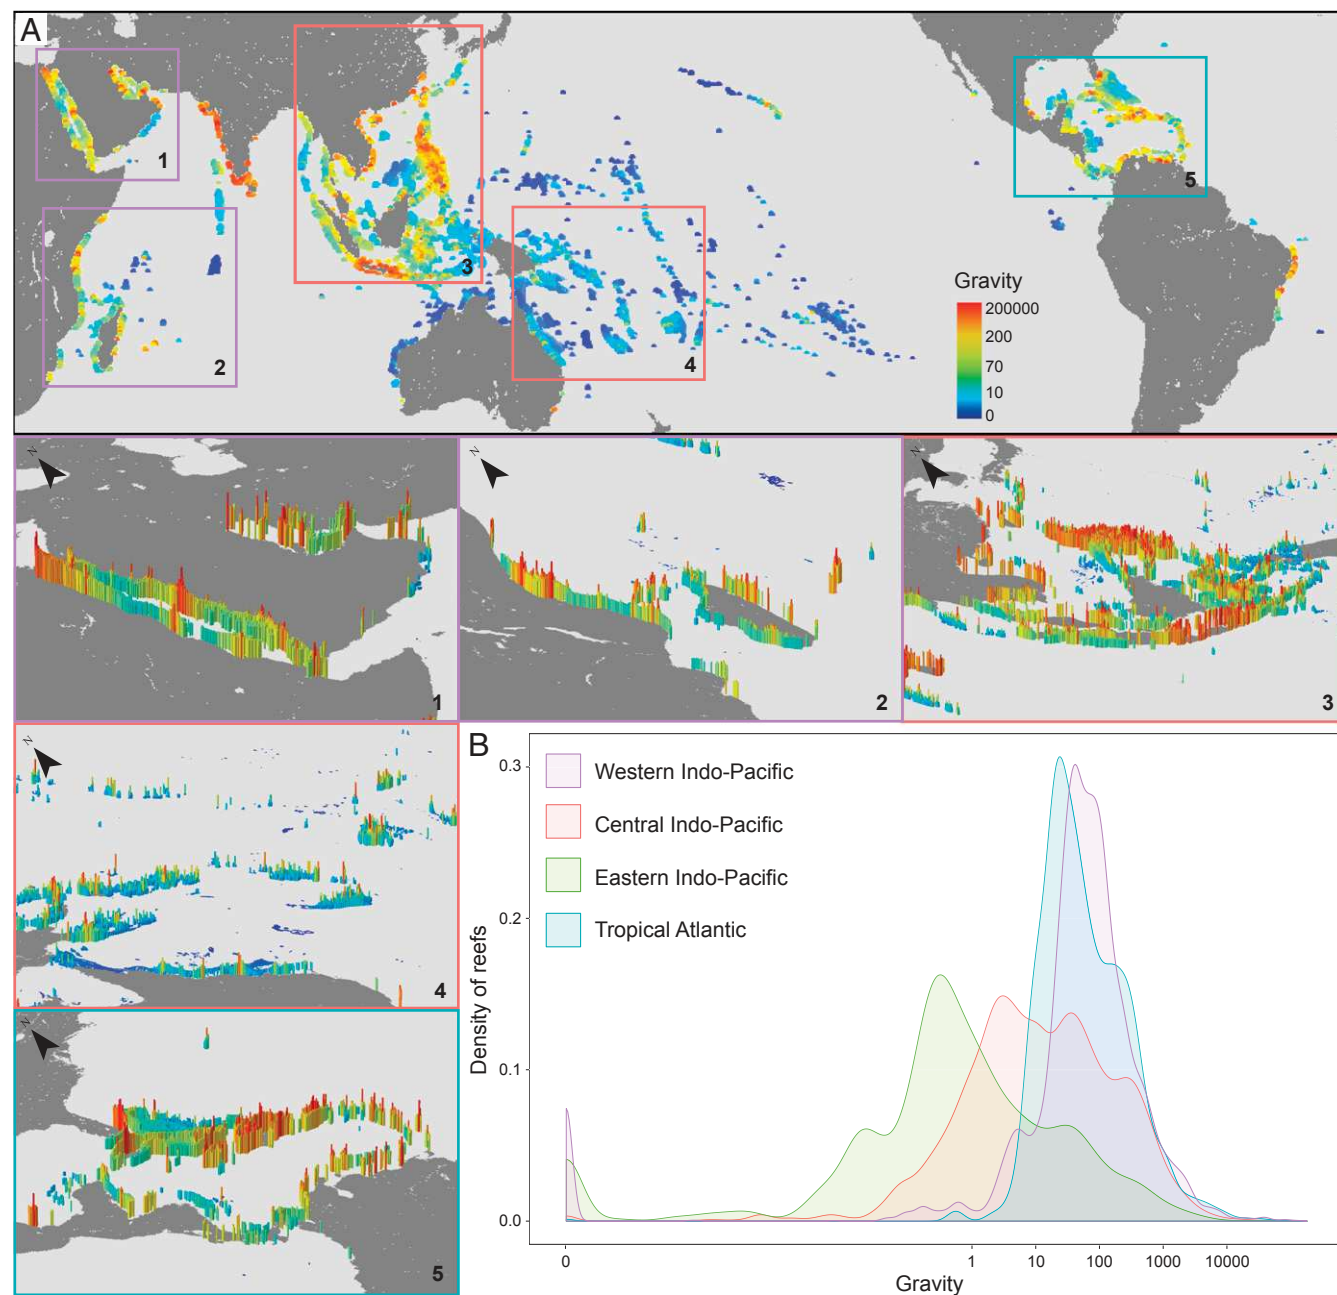 A
1
2
3
4
5
Gravity
200000
200
70
10
0
N
1
N
2
N
3
N
4
N
5
B
Western Indo-Pacific
Central Indo-Pacific
Eastern Indo-Pacific
Tropical Atlantic
Density of reefs
0.3
0.2
0.1
0.0
0
1
10
100
1000
10000
Gravity